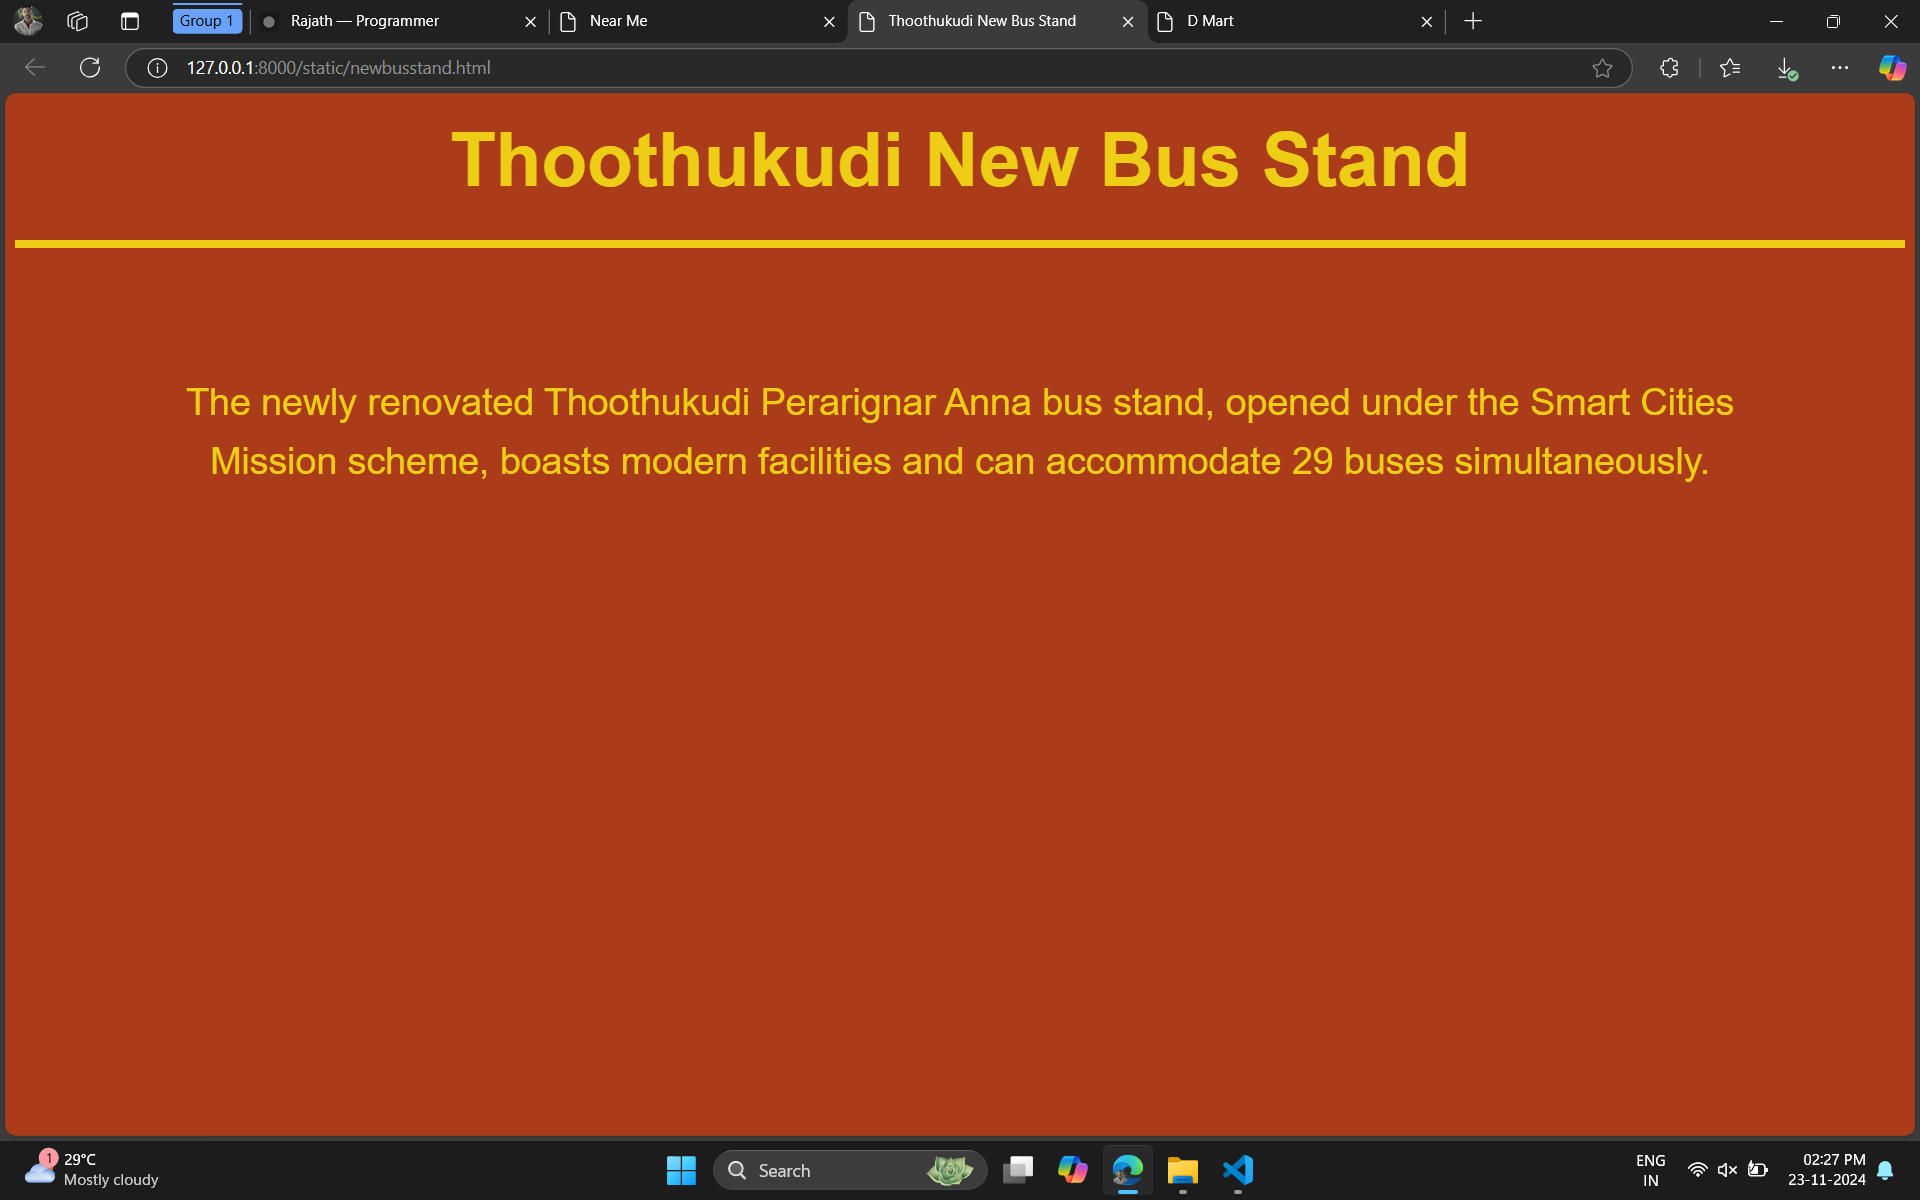 Group 1
Rajath — Programmer
Near Me
Thoothukudi New Bus Stand
D Mart
127.0.0.1:8000/static/newbusstand.html
Thoothukudi New Bus Stand
The newly renovated Thoothukudi Perarignar Anna bus stand, opened under the Smart Cities
Mission scheme, boasts modern facilities and can accommodate 29 buses simultaneously.
1
29°C
Mostly cloudy
Search
ENG
IN
02:27 PM
23-11-2024